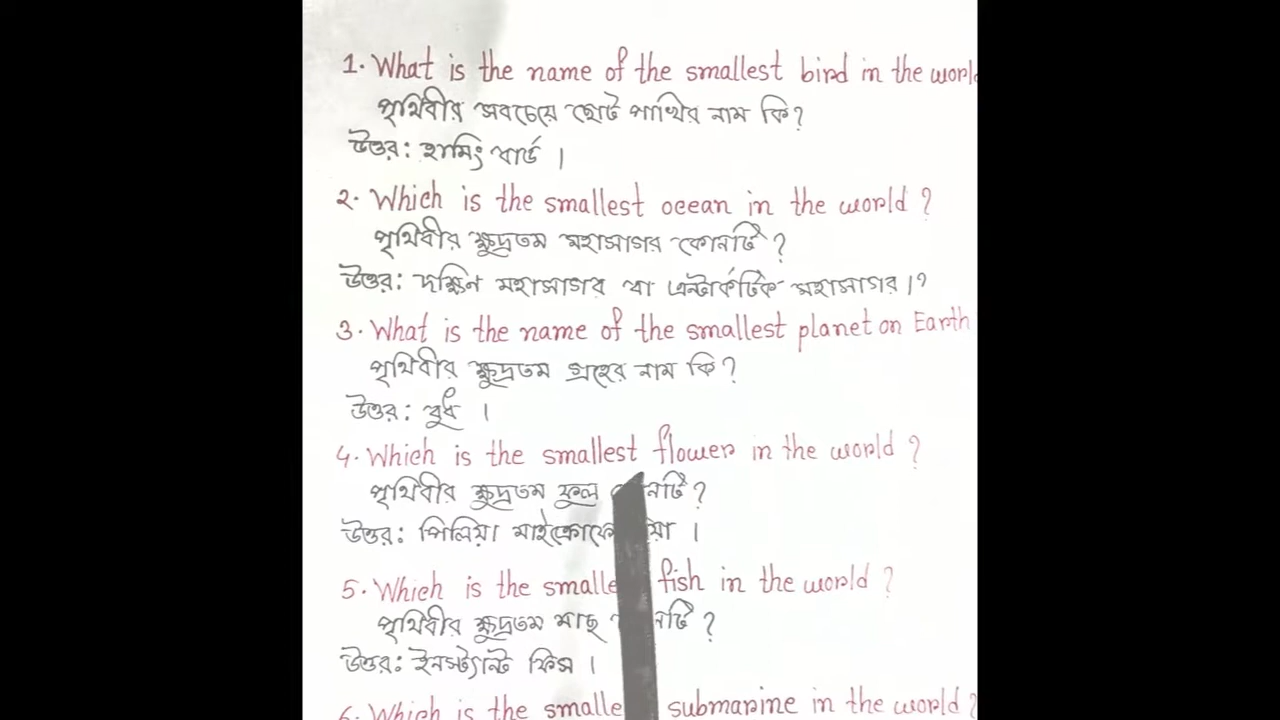 1. What is the name of the smallest bird in the world
পৃথিবীর সবচেয়ে ছোট পাখির নাম কি?
উত্তর: হামিং বার্ড ।
২. Which is the smallest ocean in the world ?
পৃথিবীর ক্ষুদ্রতম মহাসাগর কোনটি ?
উত্তর: দক্ষিণ মহাসাগর বা এন্টার্কটিক মহাসাগর ।?
3. What is the name of the smallest planet on Earth
পৃথিবীর ক্ষুদ্রতম গ্রহের নাম কি ?
উত্তর: বুধ ।
4. Which is the smallest flower in the world ?
পৃথিবীর ক্ষুদ্রতম ফুল নটি ?
উত্তর: পিলিয়া ।
5. Which is the smalle fish in the world ?
পৃথিবীর ক্ষুদ্রতম মাছ নটি ?
উত্তর: ইনস্ট্যান্ট ফিস ।
6. Which is the smalle submarine in the world ?